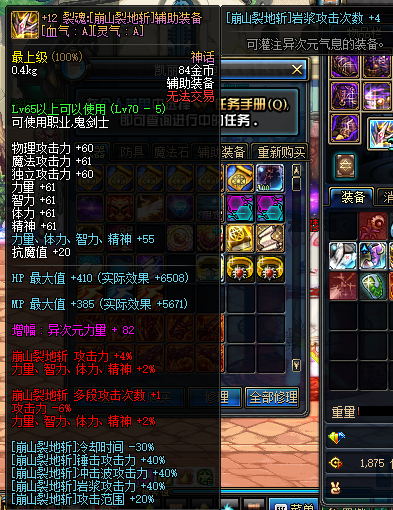 +12 裂魂:[崩山裂地斩]辅助装备
[血气：A][灵气：A]
最上级(100%)
神话
0.4kg
84金币
辅助装备
无法交易
Lv65以上可以使用 (Lv70 - 5)
可使用职业,鬼剑士
物理攻击力 +60
魔法攻击力 +61
独立攻击力 +60
力量 +61
智力 +61
体力 +61
精神 +61
力量、体力、智力、精神 +55
抗魔值 +20
HP 最大值 +410 (实际效果 +6508)
MP 最大值 +385 (实际效果 +5671)
增幅：异次元力量 + 82
崩山裂地斩 攻击力 +4%
力量、智力、体力、精神 +2%
崩山裂地斩 多段攻击次数 +1
攻击力 -6%
力量、智力、体力、精神 +2%
[崩山裂地斩]冷却时间 -30%
[崩山裂地斩]锤击攻击力 +40%
[崩山裂地斩]冲击波攻击力 +40%
[崩山裂地斩]岩浆攻击力 +40%
[崩山裂地斩]攻击范围 +20%
[崩山裂地斩]岩浆攻击次数 +4
可灌注异次元气息的装备。
任务手册(Q)
即可查询进行中的任务。
防具
魔法石
辅助装备
重新购买
修理
全部修理
装备
重量
1,875
菜单